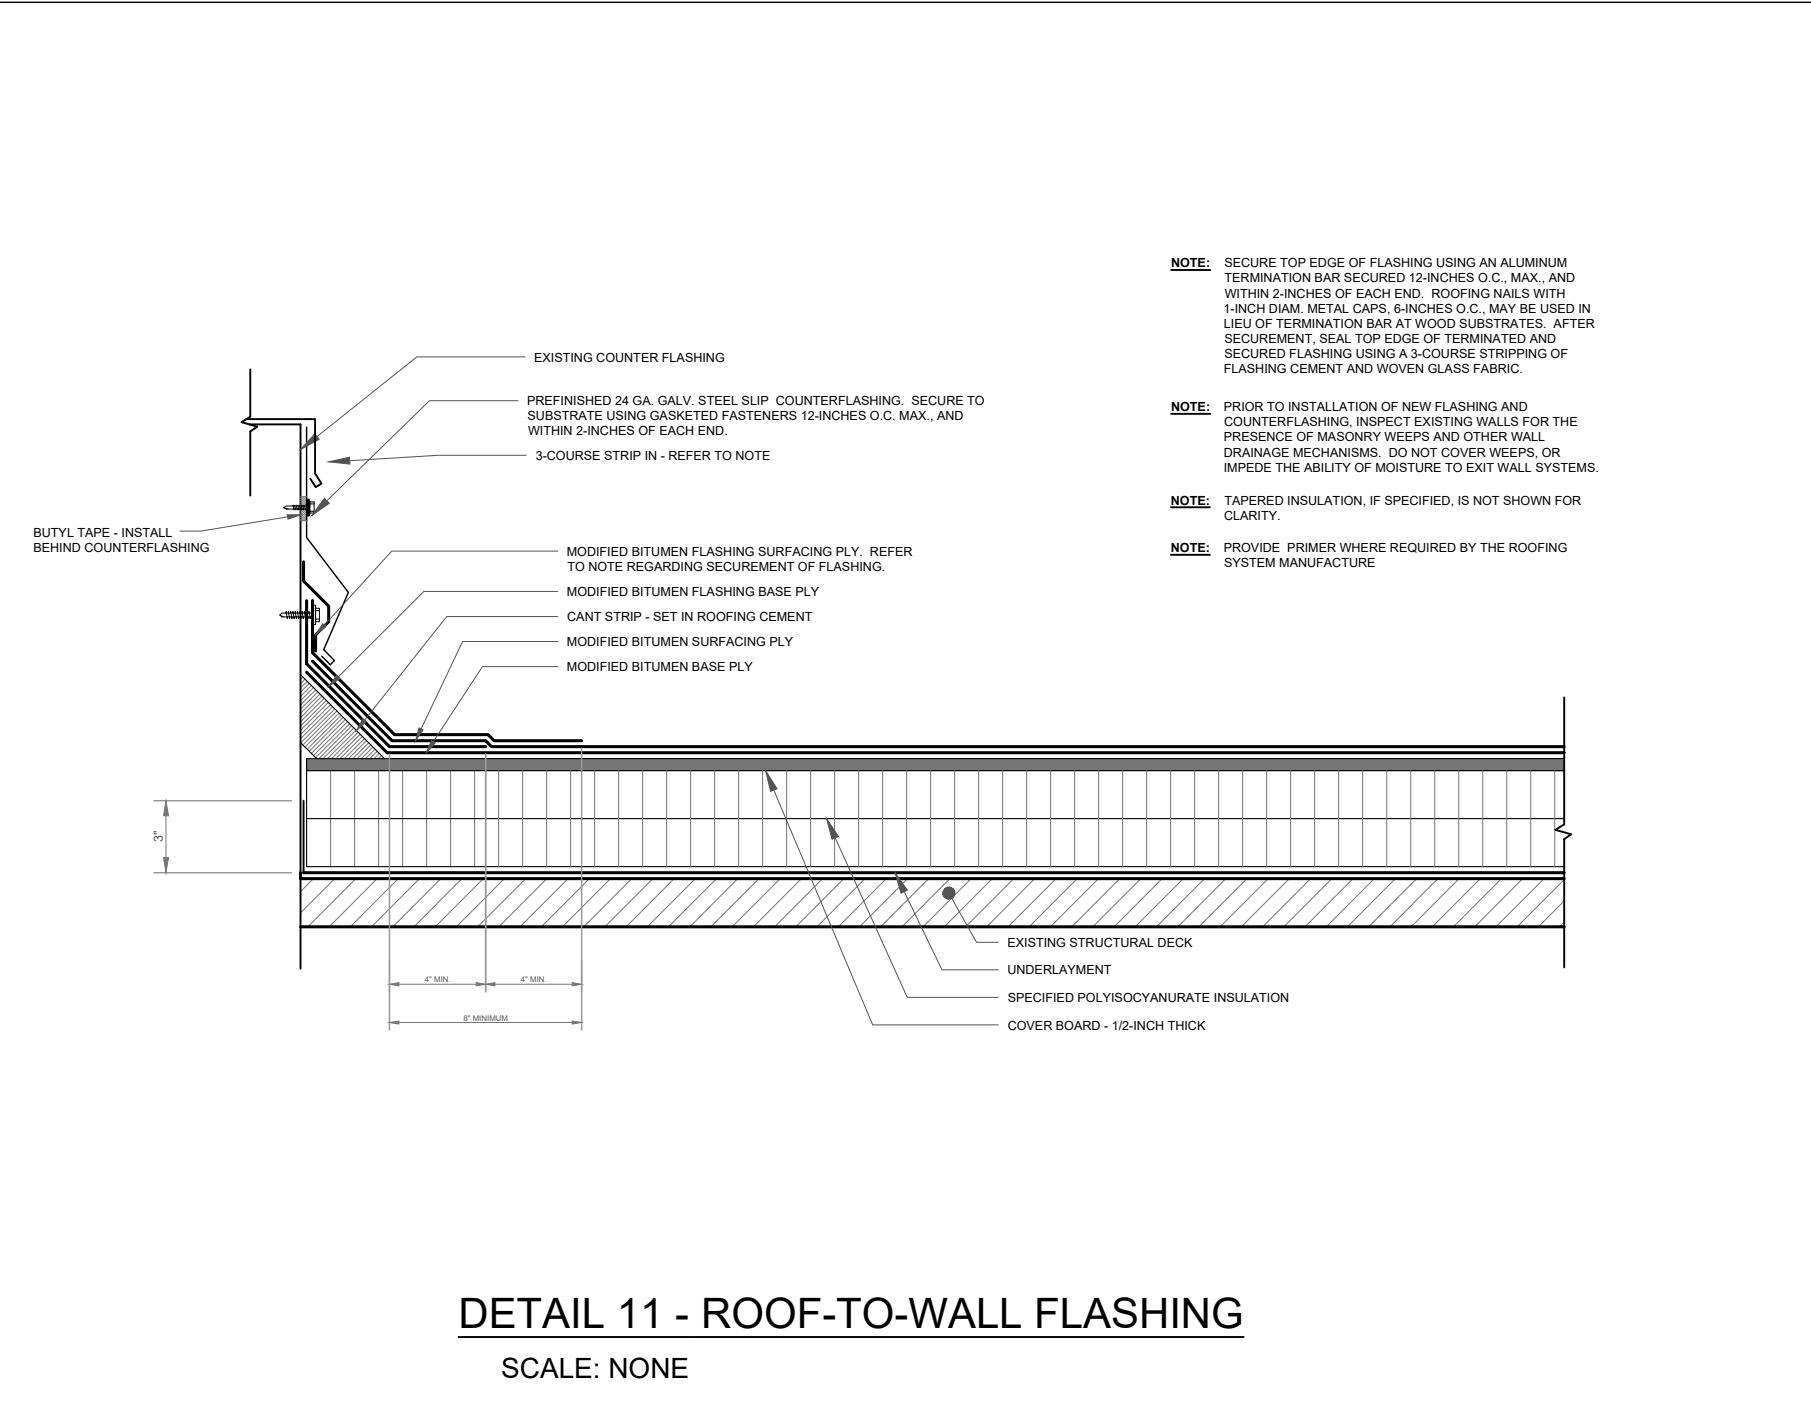 NOTE: SECURE TOP EDGE OF FLASHING USING AN ALUMINUM
TERMINATION BAR SECURED 12-INCHES O.C., MAX., AND
WITHIN 2-INCHES OF EACH END. ROOFING NAILS WITH
1-INCH DIAM. METAL CAPS, 6-INCHES O.C., MAY BE USED IN
LIEU OF TERMINATION BAR AT WOOD SUBSTRATES. AFTER
SECUREMENT, SEAL TOP EDGE OF TERMINATED AND
SECURED FLASHING USING A 3-COURSE STRIPPING OF
FLASHING CEMENT AND WOVEN GLASS FABRIC.
NOTE: PRIOR TO INSTALLATION OF NEW FLASHING AND
COUNTERFLASHING, INSPECT EXISTING WALLS FOR THE
PRESENCE OF MASONRY WEEPS AND OTHER WALL
DRAINAGE MECHANISMS. DO NOT COVER WEEPS, OR
IMPEDE THE ABILITY OF MOISTURE TO EXIT WALL SYSTEMS.
NOTE: TAPERED INSULATION, IF SPECIFIED, IS NOT SHOWN FOR
CLARITY.
NOTE: PROVIDE PRIMER WHERE REQUIRED BY THE ROOFING
SYSTEM MANUFACTURE
EXISTING COUNTER FLASHING
PREFINISHED 24 GA. GALV. STEEL SLIP COUNTERFLASHING. SECURE TO
SUBSTRATE USING GASKETED FASTENERS 12-INCHES O.C. MAX., AND
WITHIN 2-INCHES OF EACH END.
3-COURSE STRIP IN - REFER TO NOTE
BUTYL TAPE - INSTALL
BEHIND COUNTERFLASHING
MODIFIED BITUMEN FLASHING SURFACING PLY. REFER
TO NOTE REGARDING SECUREMENT OF FLASHING.
MODIFIED BITUMEN FLASHING BASE PLY
CANT STRIP - SET IN ROOFING CEMENT
MODIFIED BITUMEN SURFACING PLY
MODIFIED BITUMEN BASE PLY
3"
EXISTING STRUCTURAL DECK
UNDERLAYMENT
SPECIFIED POLYISOCYANURATE INSULATION
COVER BOARD - 1/2-INCH THICK
4" MIN.
4" MIN.
8" MINIMUM
DETAIL 11 - ROOF-TO-WALL FLASHING
SCALE: NONE